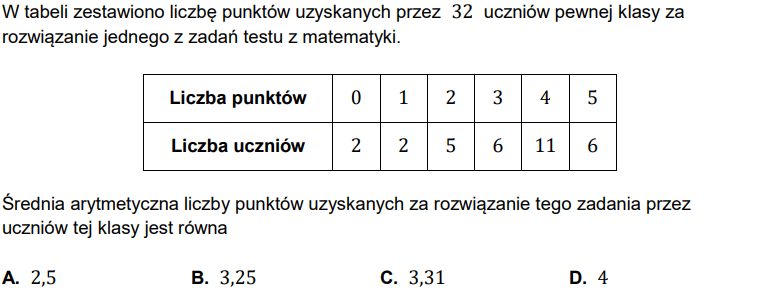 W tabeli zestawiono liczbę punktów uzyskanych przez 32 uczniów pewnej klasy za
rozwiązanie jednego z zadań testu z matematyki.
Liczba punktów 0 1 2 3 4 5
Liczba uczniów 2 2 5 6 11 6
Średnia arytmetyczna liczby punktów uzyskanych za rozwiązanie tego zadania przez
uczniów tej klasy jest równa
A. 2,5 B. 3,25 C. 3,31 D. 4